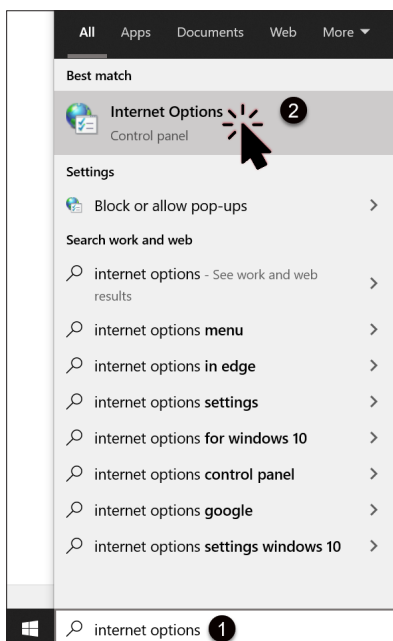 All Apps Documents Web More
Best match
Internet Options 2
Control panel
Settings
Block or allow pop-ups
Search work and web
internet options - See work and web
results
internet options menu
internet options in edge
internet options settings
internet options for windows 10
internet options control panel
internet options google
internet options settings windows 10
internet options 1